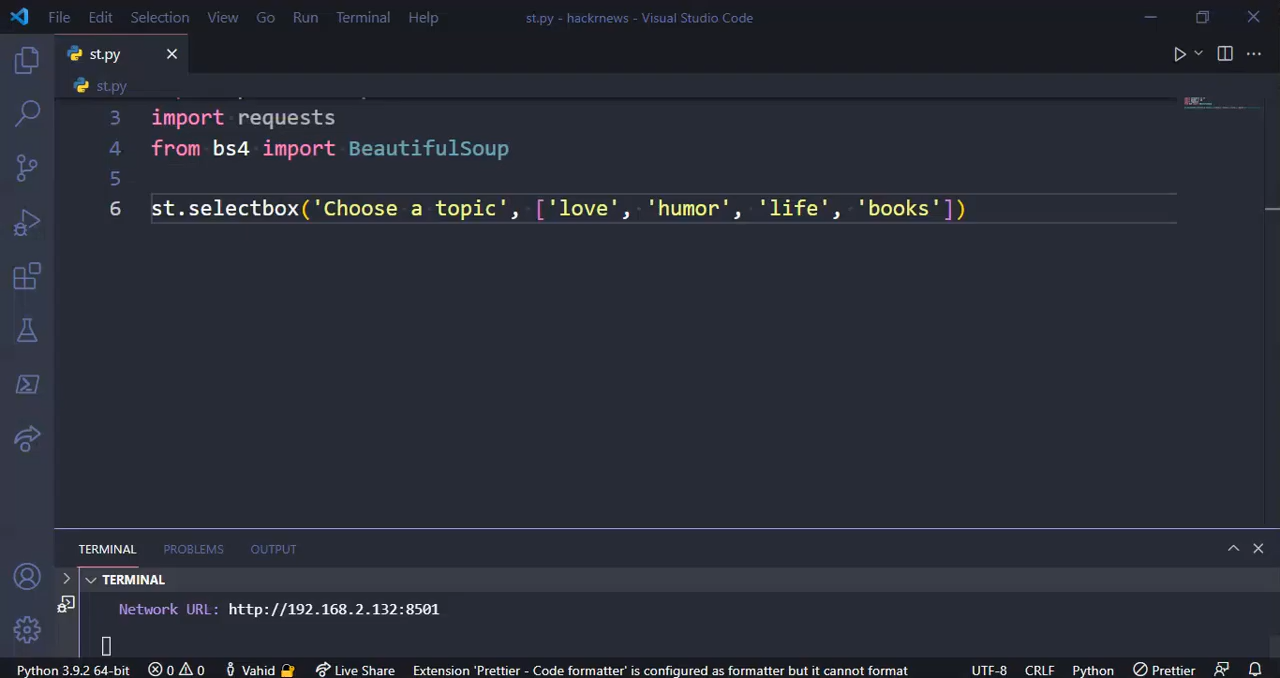 File Edit Selection View Go Run Terminal Help st.py - hackrnews - Visual Studio Code
st.py
st.py
3 import requests
4 from bs4 import BeautifulSoup
5
6 st.selectbox('Choose a topic', ['love', 'humor', 'life', 'books'])
TERMINAL PROBLEMS OUTPUT
TERMINAL
Network URL: http://192.168.2.132:8501
Python 3.9.2 64-bit 0 0 Vahid Live Share Extension 'Prettier - Code formatter' is configured as formatter but it cannot format UTF-8 CRLF Python Prettier